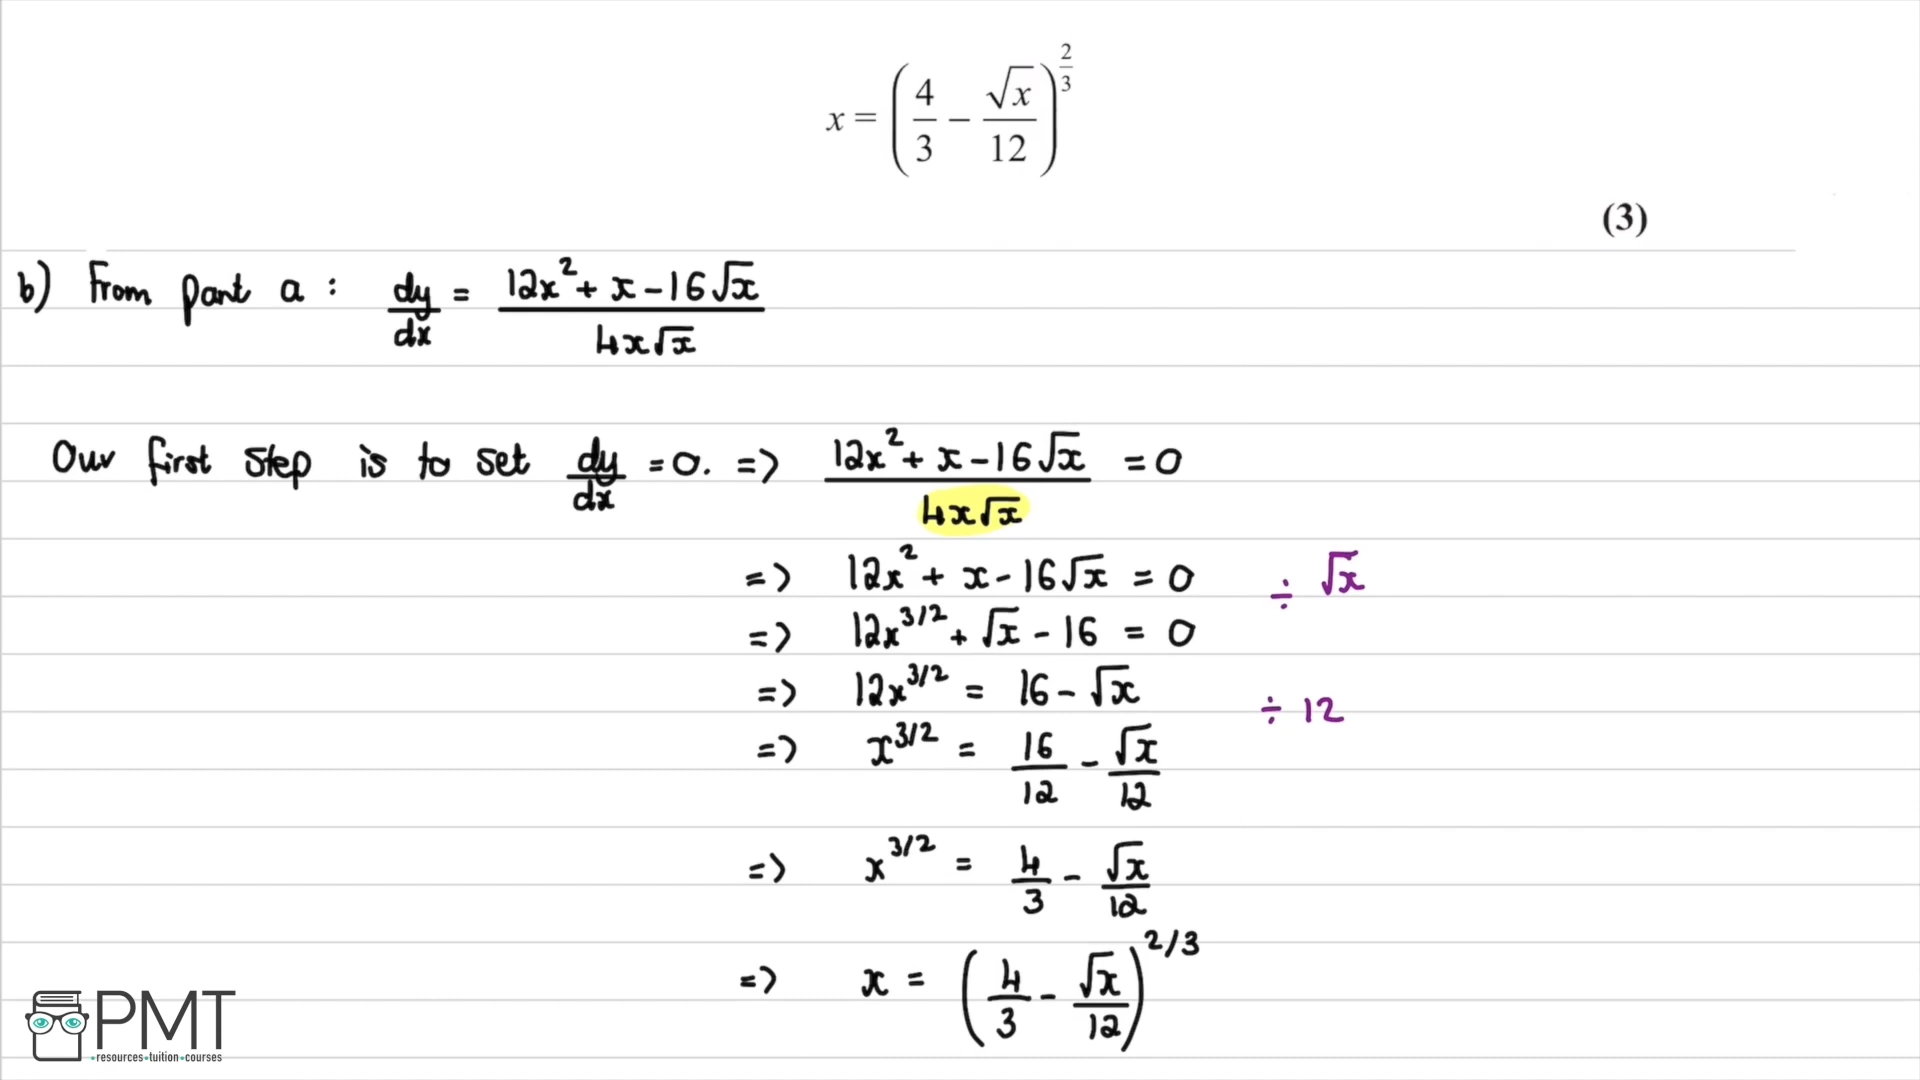 x = (4/3 − √x/12)^(2/3)
(3)
b) From part a : dy/dx = (12x² + x − 16√x)/(4x√x)
Our first step is to set dy/dx = 0. => (12x² + x − 16√x)/(4x√x) = 0
=> 12x² + x − 16√x = 0 ÷ √x
=> 12x^(3/2) + √x − 16 = 0
=> 12x^(3/2) = 16 − √x ÷ 12
=> x^(3/2) = 16/12 − √x/12
=> x^(3/2) = 4/3 − √x/12
=> x = (4/3 − √x/12)^(2/3)
PMT
•resources•tuition•courses